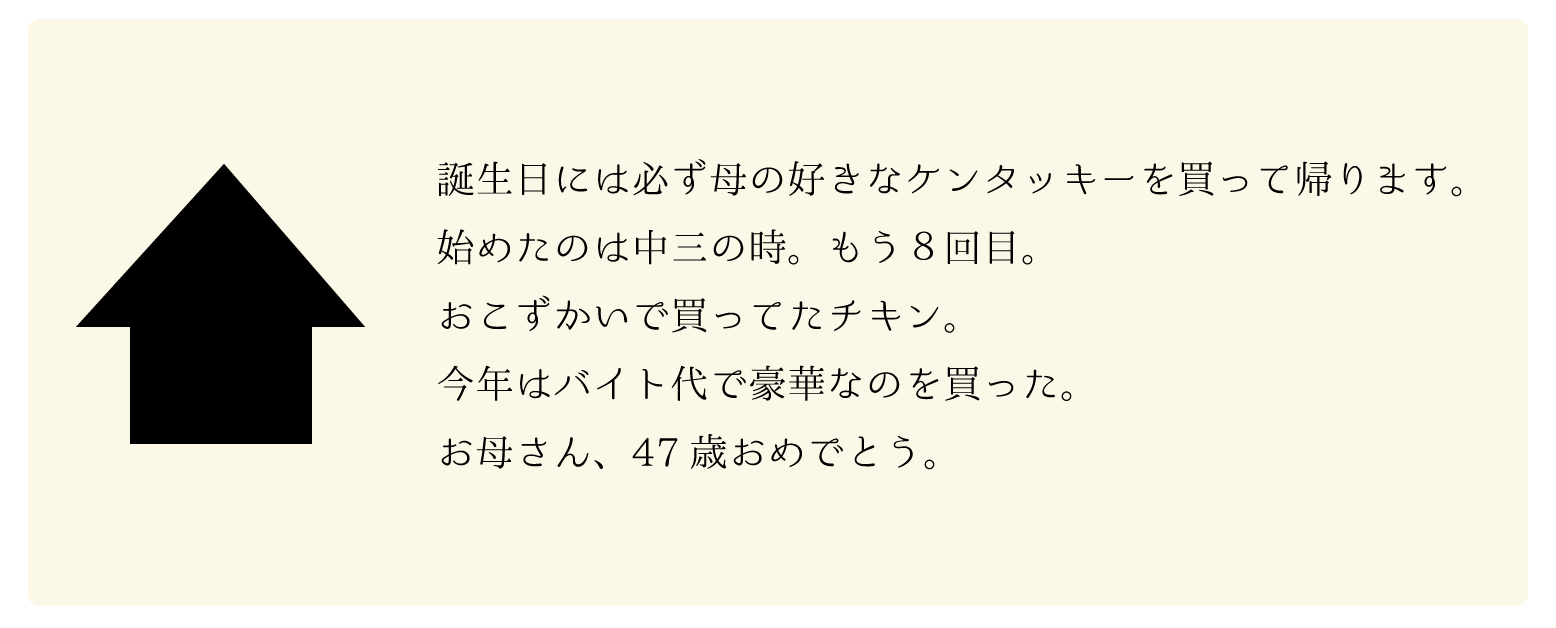 誕生日には必ず母の好きなケンタッキーを買って帰ります。
始めたのは中三の時。もう８回目。
おこずかいで買ってたチキン。
今年はバイト代で豪華なのを買った。
お母さん、47歳おめでとう。